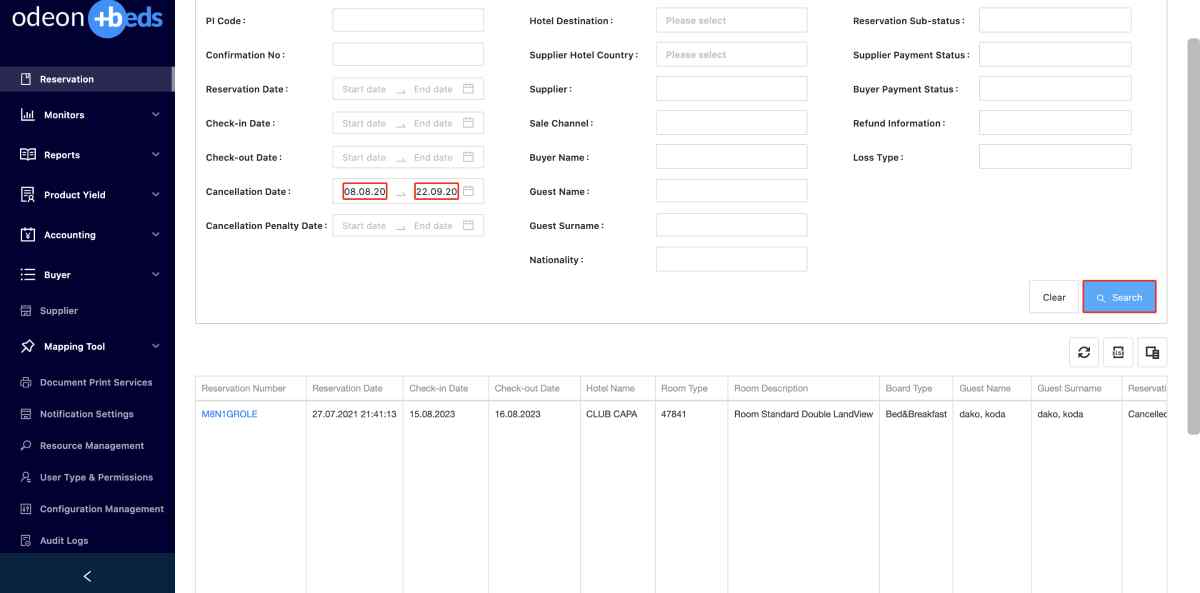 odeon +beds
Reservation
Monitors
Reports
Product Yield
Accounting
Buyer
Supplier
Mapping Tool
Document Print Services
Notification Settings
Resource Management
User Type & Permissions
Configuration Management
Audit Logs
PI Code :
Confirmation No :
Reservation Date : Start date End date
Check-in Date : Start date End date
Check-out Date : Start date End date
Cancellation Date : 08.08.20 22.09.20
Cancellation Penalty Date : Start date End date
Hotel Destination : Please select
Supplier Hotel Country : Please select
Supplier :
Sale Channel :
Buyer Name :
Guest Name :
Guest Surname :
Nationality :
Reservation Sub-status :
Supplier Payment Status :
Buyer Payment Status :
Refund Information :
Loss Type :
Clear Search
Reservation Number Reservation Date Check-in Date Check-out Date Hotel Name Room Type Room Description Board Type Guest Name Guest Surname Reservati
M8N1GROLE 27.07.2021 21:41:13 15.08.2023 16.08.2023 CLUB CAPA 47841 Room Standard Double LandView Bed&Breakfast dako, koda dako, koda Cancelled